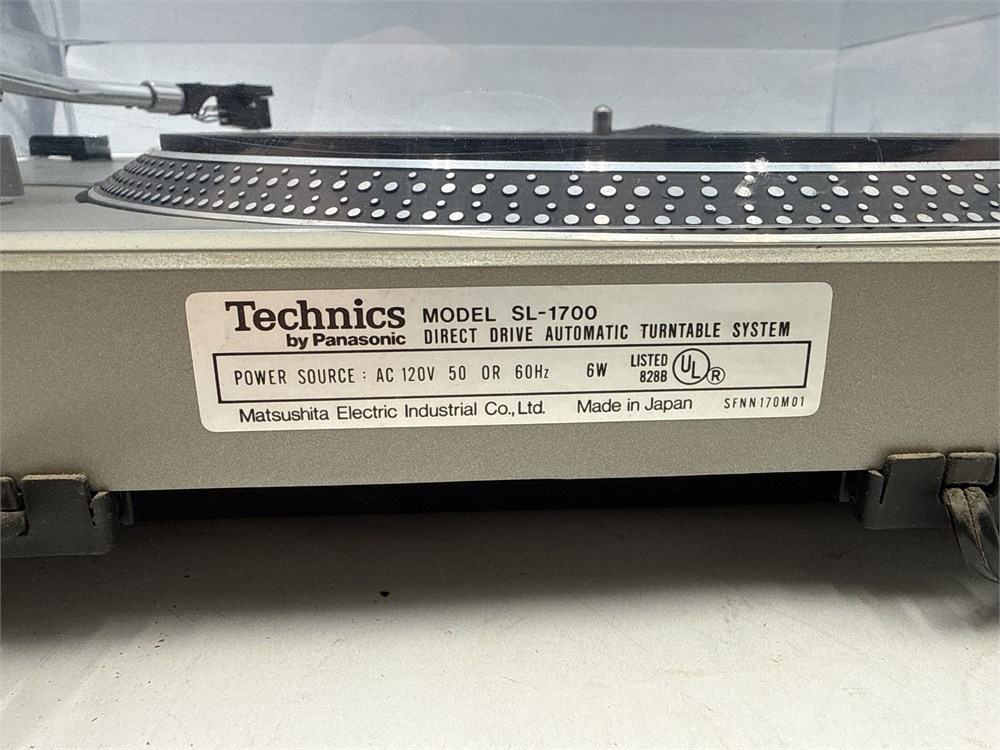 Technics MODEL SL-1700
by Panasonic DIRECT DRIVE AUTOMATIC TURNTABLE SYSTEM
POWER SOURCE : AC 120V 50 OR 60Hz 6W LISTED 828B UL ®
Matsushita Electric Industrial Co., Ltd. Made in Japan SFNN170M01